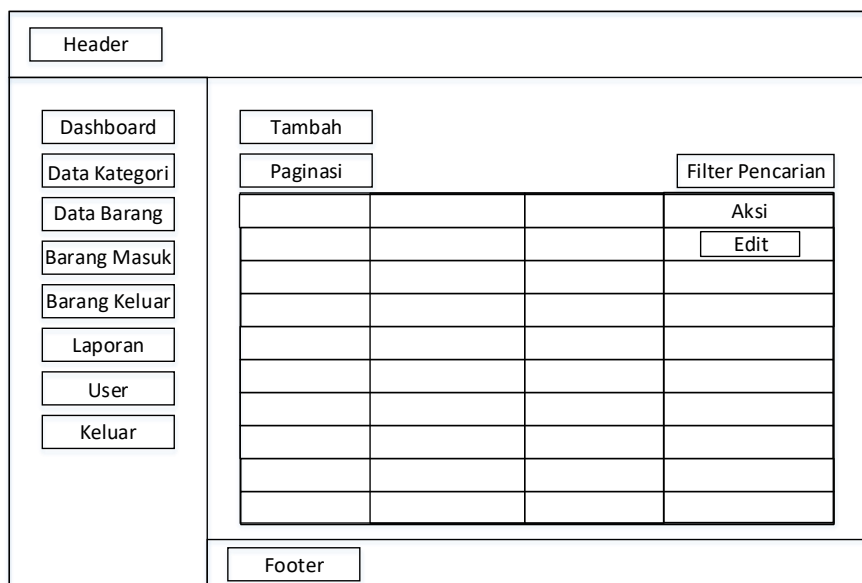 Header
Dashboard
Data Kategori
Data Barang
Barang Masuk
Barang Keluar
Laporan
User
Keluar
Tambah
Paginasi
Filter Pencarian
Aksi
Edit
Footer